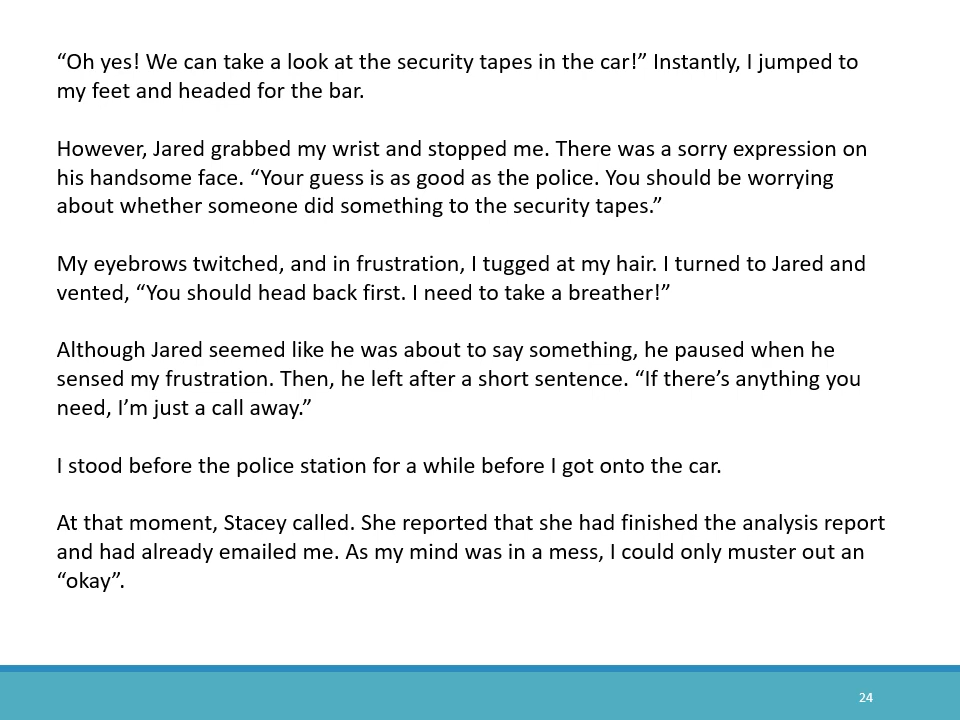 “Oh yes! We can take a look at the security tapes in the car!” Instantly, I jumped to
my feet and headed for the bar.
However, Jared grabbed my wrist and stopped me. There was a sorry expression on
his handsome face. “Your guess is as good as the police. You should be worrying
about whether someone did something to the security tapes.”
My eyebrows twitched, and in frustration, I tugged at my hair. I turned to Jared and
vented, “You should head back first. I need to take a breather!”
Although Jared seemed like he was about to say something, he paused when he
sensed my frustration. Then, he left after a short sentence. “If there’s anything you
need, I’m just a call away.”
I stood before the police station for a while before I got onto the car.
At that moment, Stacey called. She reported that she had finished the analysis report
and had already emailed me. As my mind was in a mess, I could only muster out an
“okay”.
24